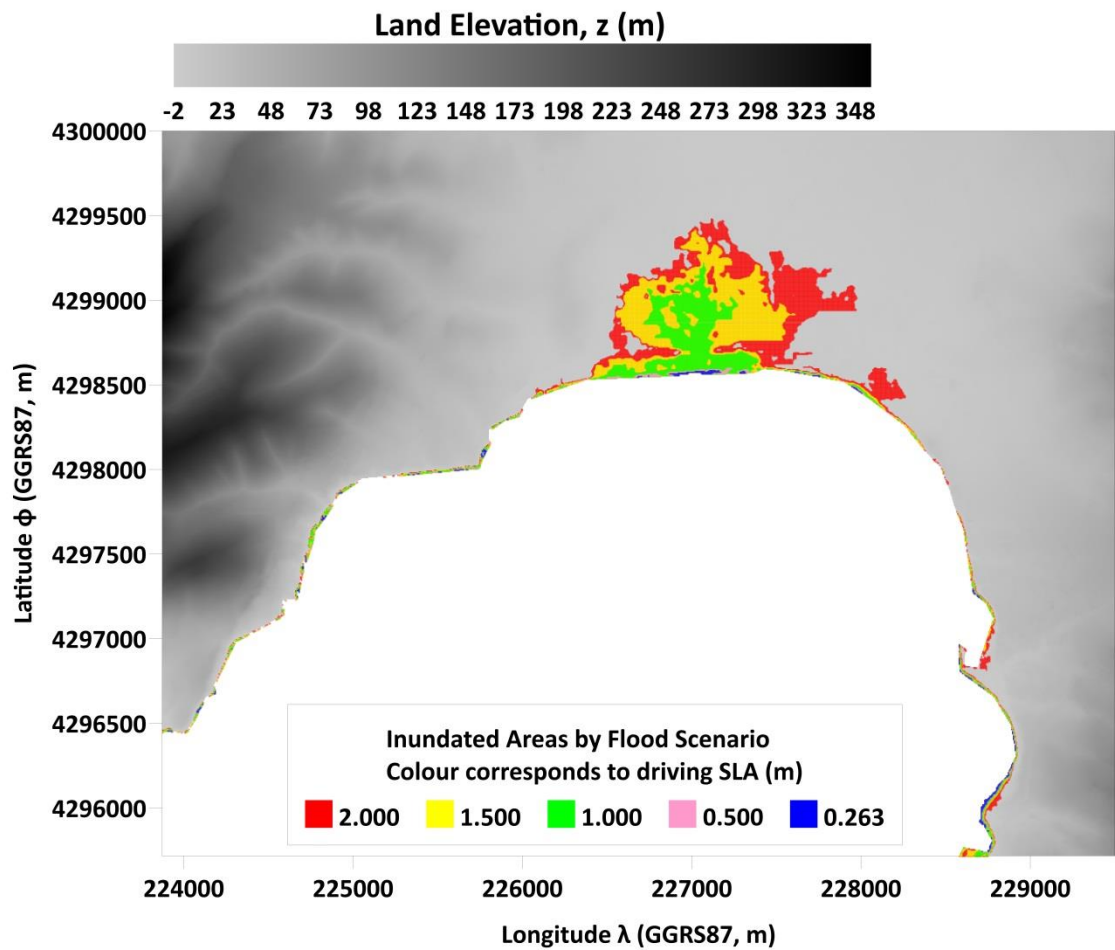 Land Elevation, z (m)
-2 23 48 73 98 123 148 173 198 223 248 273 298 323 348
4300000
4299500
4299000
4298500
4298000
4297500
4297000
4296500
4296000
Latitude ϕ (GGRS87, m)
Inundated Areas by Flood Scenario
Colour corresponds to driving SLA (m)
2.000 1.500 1.000 0.500 0.263
224000 225000 226000 227000 228000 229000
Longitude λ (GGRS87, m)